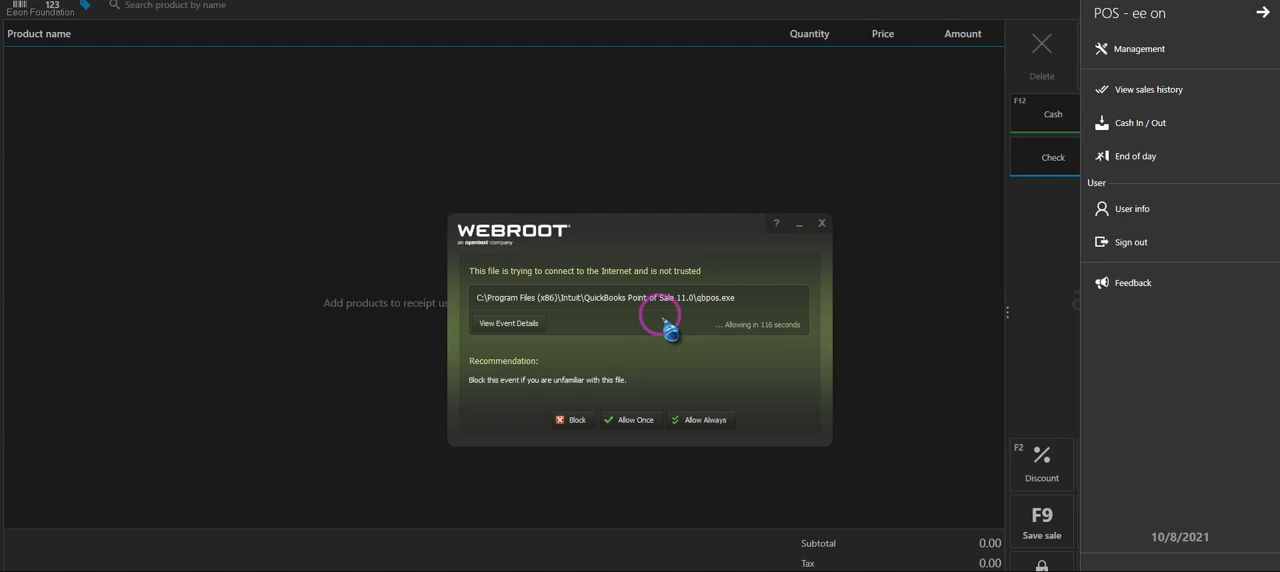 123
Search product by name
Eeon Foundation
POS - ee on
Product name
Quantity
Price
Amount
Management
Delete
View sales history
F12
Cash
Cash In / Out
Check
End of day
User
User info
Sign out
Feedback
WEBROOT
an opentext company
?
X
This file is trying to connect to the Internet and is not trusted
C:\Program Files (x86)\Intuit\QuickBooks Point of Sale 11.0\qbpos.exe
View Event Details
... Allowing in 116 seconds
Add products to receipt us
Recommendation:
Block this event if you are unfamiliar with this file.
Block
Allow Once
Allow Always
F2
Discount
F9
Save sale
10/8/2021
Subtotal
0.00
Tax
0.00